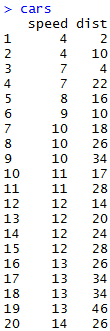 > cars
speed dist
1 4 2
2 4 10
3 7 4
4 7 22
5 8 16
6 9 10
7 10 18
8 10 26
9 10 34
10 11 17
11 11 28
12 12 14
13 12 20
14 12 24
15 12 28
16 13 26
17 13 34
18 13 34
19 13 46
20 14 26